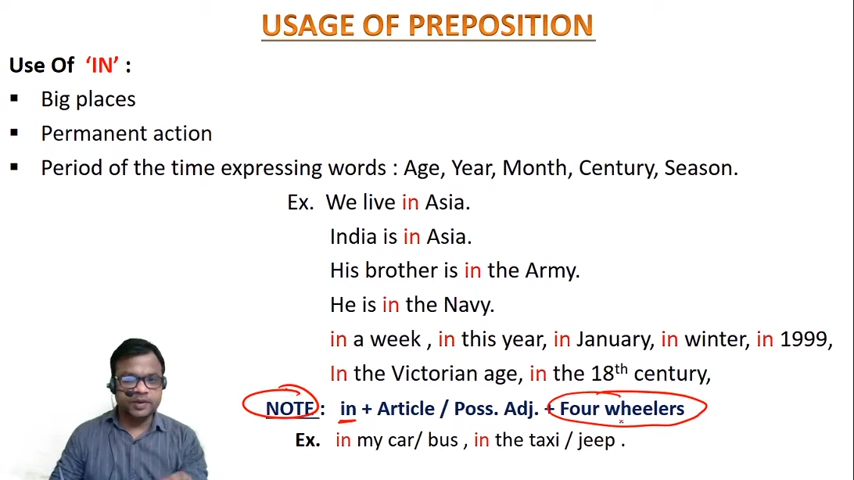 USAGE OF PREPOSITION
Use Of ‘IN’ :
▪ Big places
▪ Permanent action
▪ Period of the time expressing words : Age, Year, Month, Century, Season.
Ex. We live in Asia.
India is in Asia.
His brother is in the Army.
He is in the Navy.
in a week , in this year, in January, in winter, in 1999,
In the Victorian age, in the 18th century,
NOTE : in + Article / Poss. Adj. + Four wheelers
Ex. in my car/ bus , in the taxi / jeep .